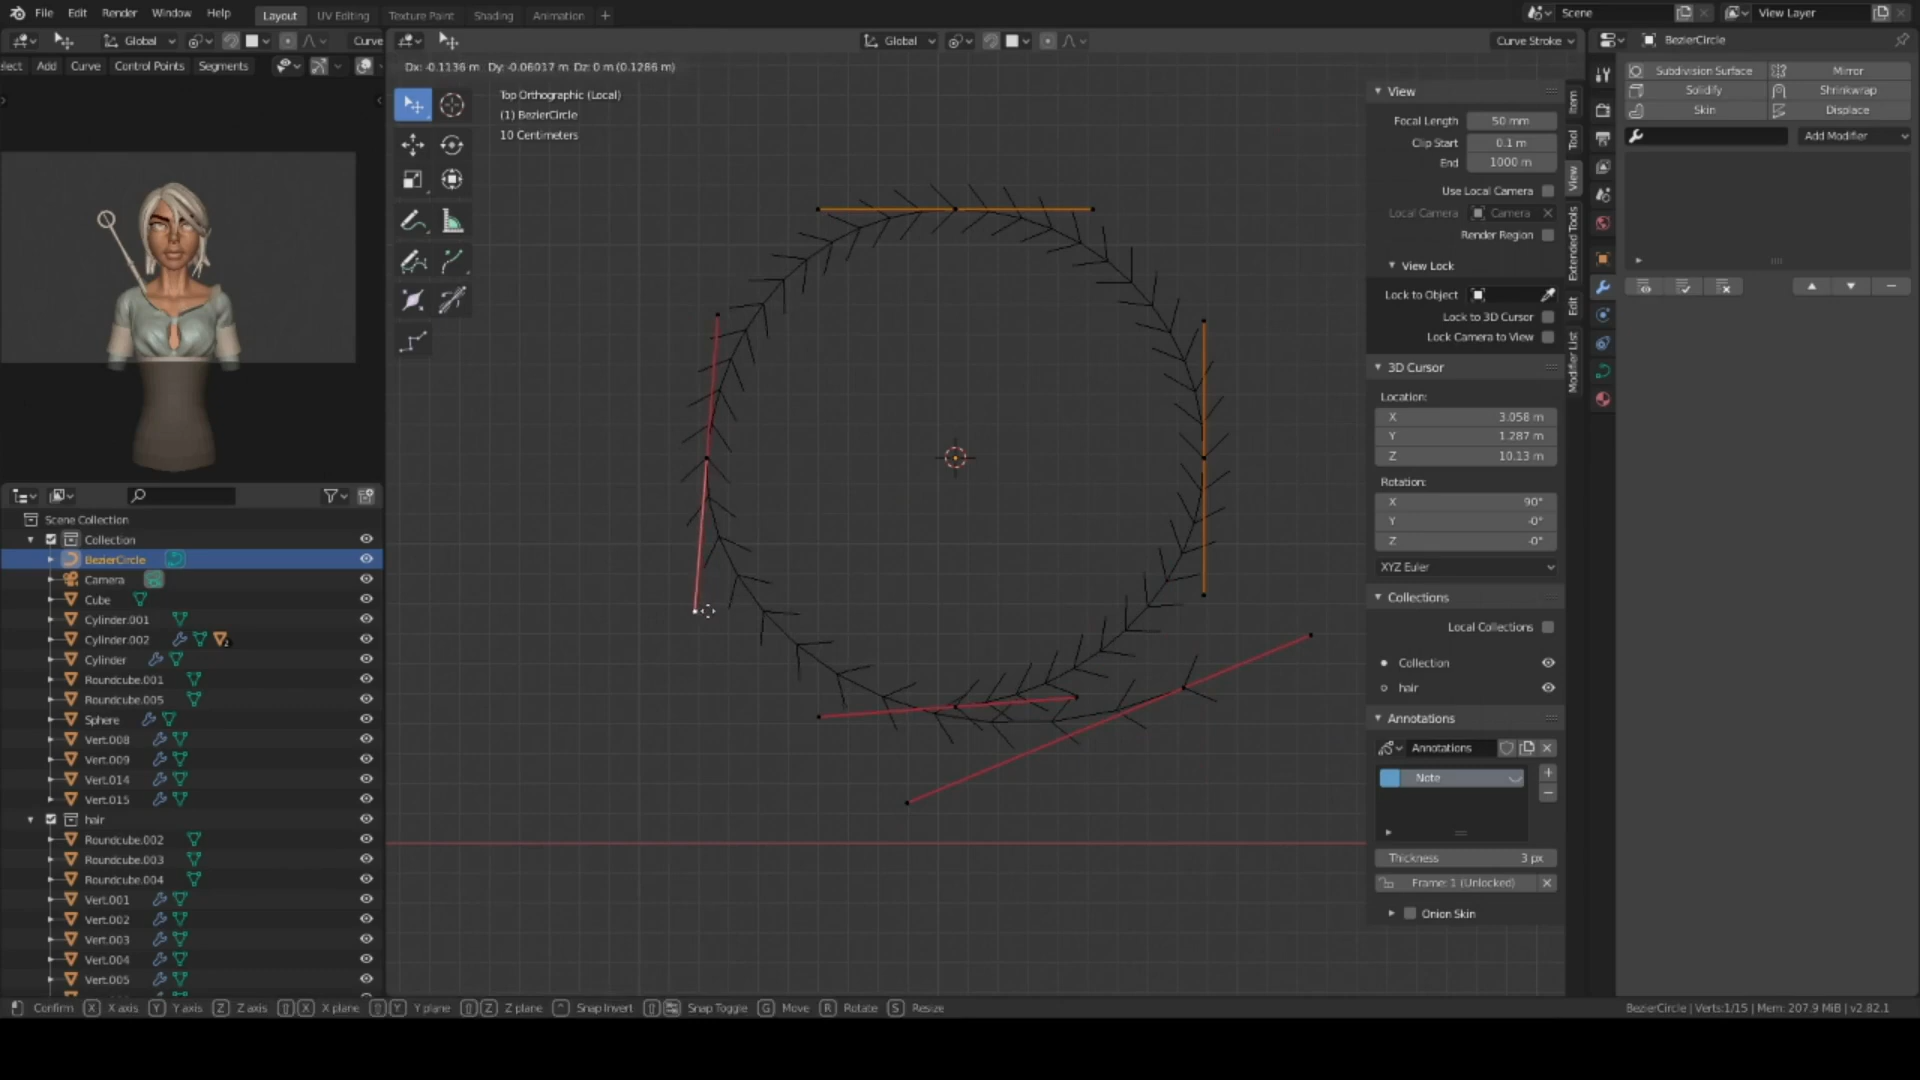 File Edit Render Window Help Layout UV Editing Texture Paint Shading Animation + Scene View Layer
Global Curve Global Curve Stroke BezierCircle
lect Add Curve Control Points Segments Dx: -0.1136 m Dy: -0.06017 m Dz: 0 m (0.1286 m)
Top Orthographic (Local)
(1) BezierCircle
10 Centimeters
View
Focal Length 50 mm
Clip Start 0.1 m
End 1000 m
Use Local Camera
Local Camera Camera
Render Region
View Lock
Lock to Object
Lock to 3D Cursor
Lock Camera to View
3D Cursor
Location:
X 3.058 m
Y 1.287 m
Z 10.13 m
Rotation:
X 90°
Y -0°
Z -0°
XYZ Euler
Collections
Local Collections
Collection
hair
Annotations
Annotations
Note
Thickness 3 px
Frame: 1 (Unlocked)
Onion Skin
Item
Tool
View
Extended Tools
Edit
Modifier List
Subdivision Surface Mirror
Solidify Shrinkwrap
Skin Displace
Add Modifier
Scene Collection
Collection
BezierCircle
Camera
Cube
Cylinder.001
Cylinder.002
Cylinder
Roundcube.001
Roundcube.005
Sphere
Vert.008
Vert.009
Vert.014
Vert.015
hair
Roundcube.002
Roundcube.003
Roundcube.004
Vert.001
Vert.002
Vert.003
Vert.004
Vert.005
Confirm X X axis Y Y axis Z Z axis X X plane Y Y plane Z Z plane Snap Invert Snap Toggle G Move R Rotate S Resize BezierCircle | Verts:1/15 | Mem: 207.9 MiB | v2.82.1